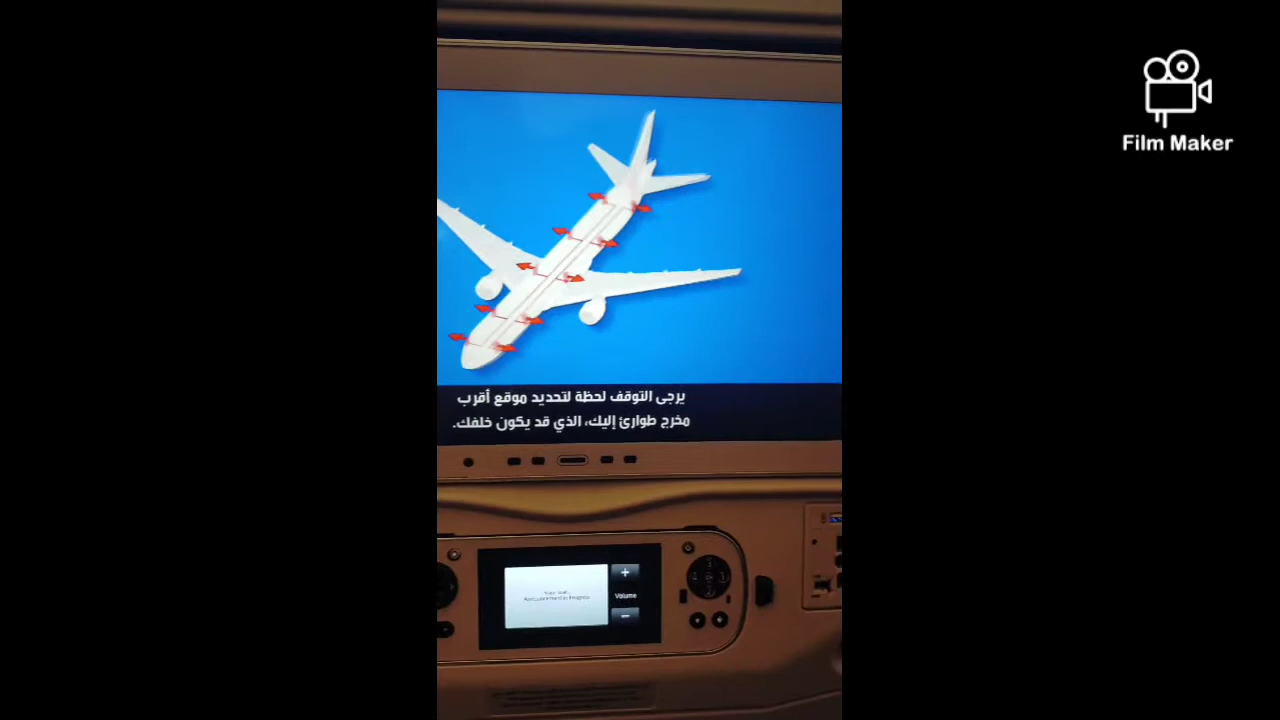 Film Maker
يرجى التوقف لحظة لتحديد موقع أقرب
مخرج طوارئ إليك، الذي قد يكون خلفك.
Volume